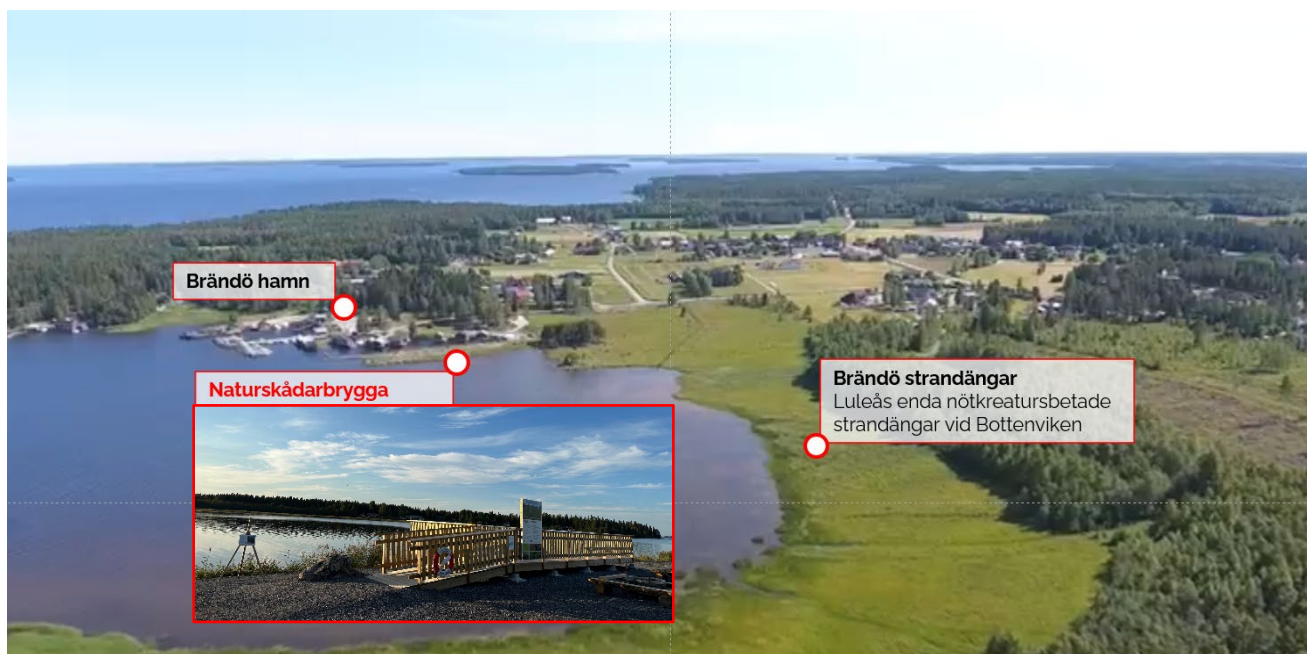 Brändö hamn
Naturskådarbrygga
Brändö strandängar
Luleås enda nötkreatursbetade
strandängar vid Bottenviken